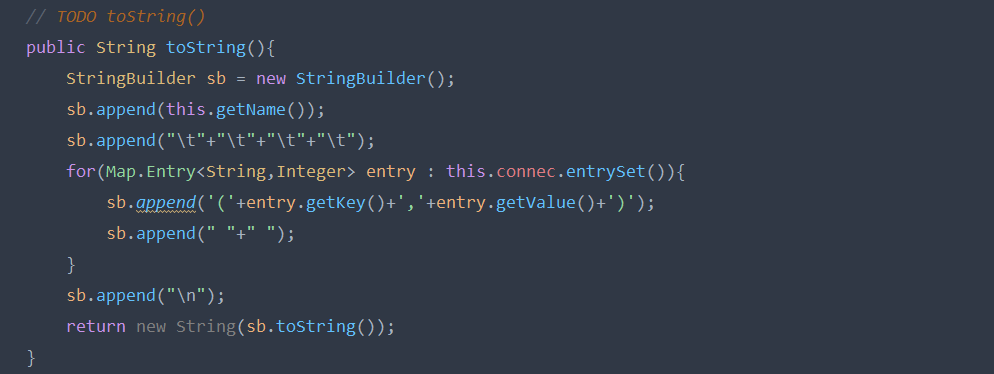 // TODO toString()
public String toString(){
    StringBuilder sb = new StringBuilder();
    sb.append(this.getName());
    sb.append("\t"+"\t"+"\t"+"\t");
    for(Map.Entry<String,Integer> entry : this.connec.entrySet()){
        sb.append('('+entry.getKey()+','+entry.getValue()+')');
        sb.append(" "+" ");
    }
    sb.append("\n");
    return new String(sb.toString());
}